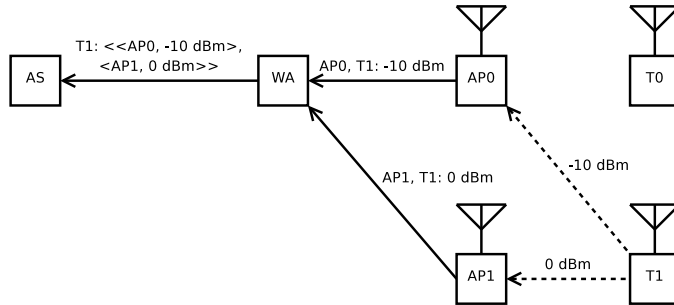 T1: <<AP0, -10 dBm>,
<AP1, 0 dBm>>
AS
WA
AP0, T1: -10 dBm
AP0
T0
-10 dBm
AP1, T1: 0 dBm
AP1
0 dBm
T1